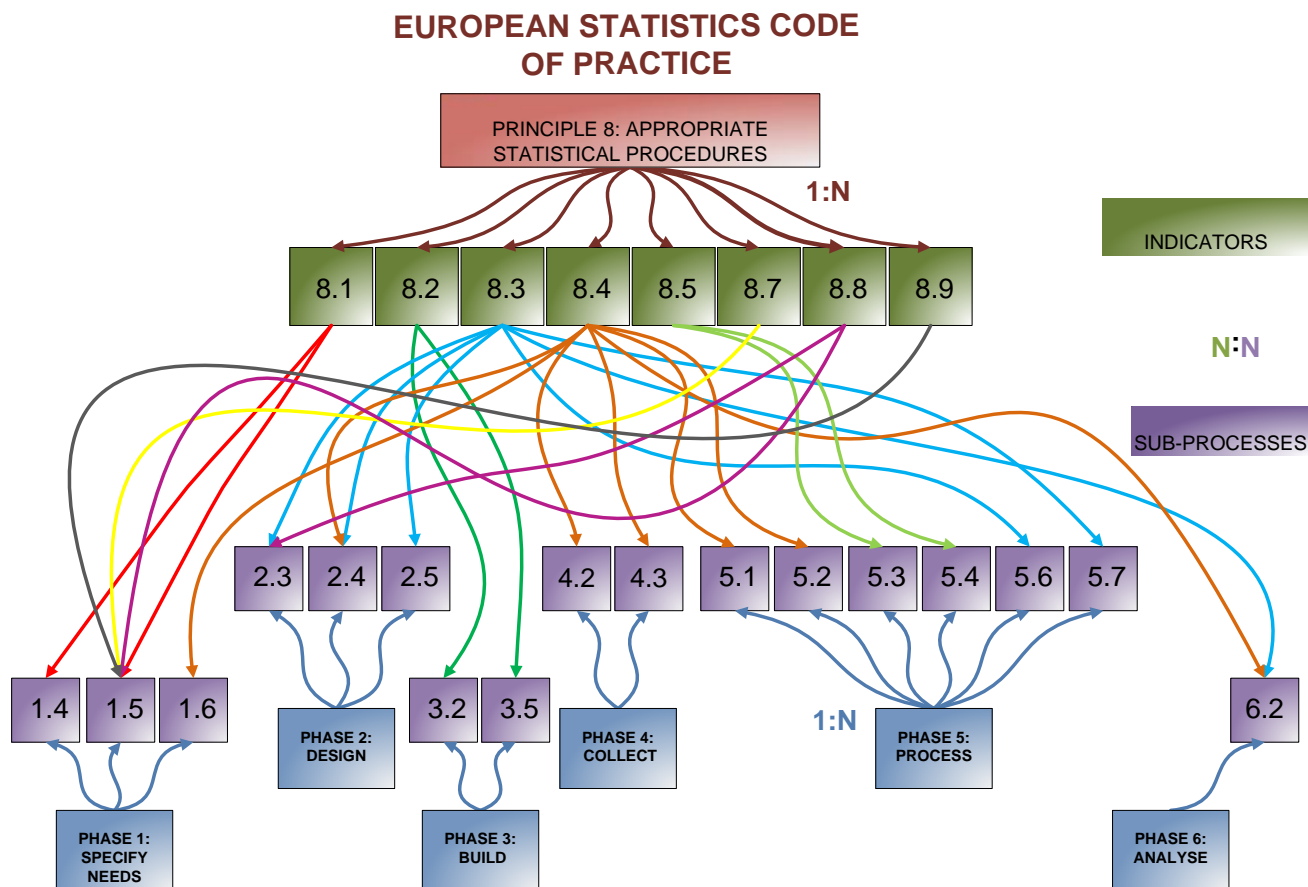 EUROPEAN STATISTICS CODE
OF PRACTICE
PRINCIPLE 8: APPROPRIATE
STATISTICAL PROCEDURES
1:N
INDICATORS
8.1
8.2
8.3
8.4
8.5
8.7
8.8
8.9
N:N
SUB-PROCESSES
2.3
2.4
2.5
4.2
4.3
5.1
5.2
5.3
5.4
5.6
5.7
1.4
1.5
1.6
3.2
3.5
6.2
PHASE 2:
DESIGN
PHASE 4:
COLLECT
1:N
PHASE 5:
PROCESS
PHASE 1:
SPECIFY
NEEDS
PHASE 3:
BUILD
PHASE 6:
ANALYSE